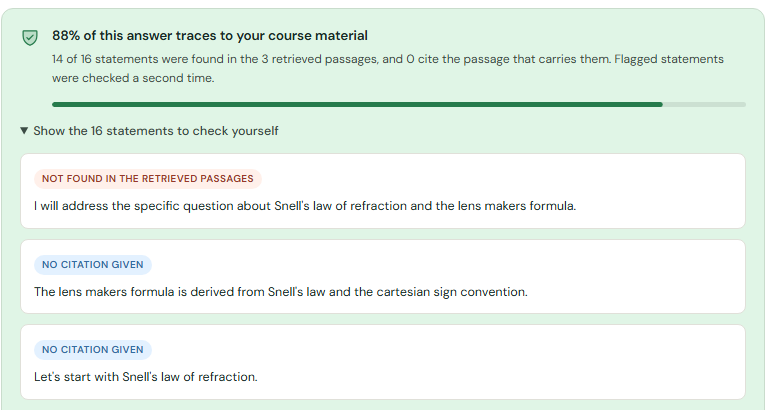 88% of this answer traces to your course material
14 of 16 statements were found in the 3 retrieved passages, and 0 cite the passage that carries them. Flagged statements
were checked a second time.
▼ Show the 16 statements to check yourself
NOT FOUND IN THE RETRIEVED PASSAGES
I will address the specific question about Snell's law of refraction and the lens makers formula.
NO CITATION GIVEN
The lens makers formula is derived from Snell's law and the cartesian sign convention.
NO CITATION GIVEN
Let's start with Snell's law of refraction.